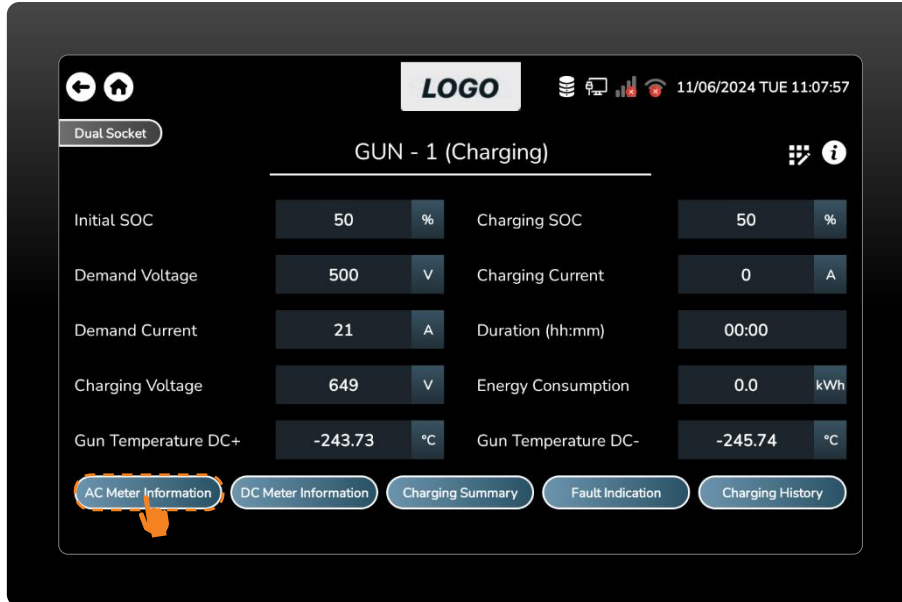 LOGO
11/06/2024 TUE 11:07:57
Dual Socket
GUN - 1 (Charging)
i
Initial SOC 50 % Charging SOC 50 %
Demand Voltage 500 V Charging Current 0 A
Demand Current 21 A Duration (hh:mm) 00:00
Charging Voltage 649 V Energy Consumption 0.0 kWh
Gun Temperature DC+ -243.73 °C Gun Temperature DC- -245.74 °C
AC Meter Information DC Meter Information Charging Summary Fault Indication Charging History